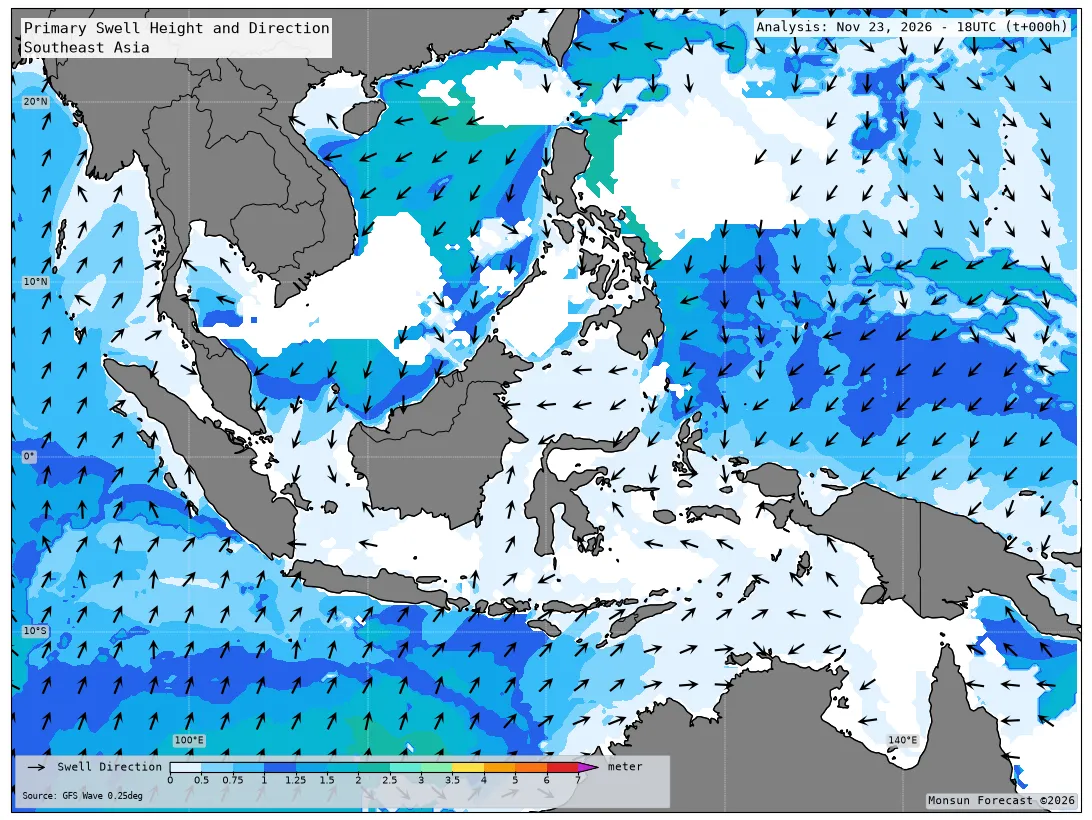 Primary Swell Height and Direction
Southeast Asia
Analysis: Nov 23, 2026 - 18UTC (t+000h)
20°N
10°N
0°
10°S
100°E
140°E
Swell Direction
0 0.5 0.75 1 1.25 1.5 2 2.5 3 3.5 4 5 6 7
meter
Source: GFS Wave 0.25deg
Monsun Forecast ©2026